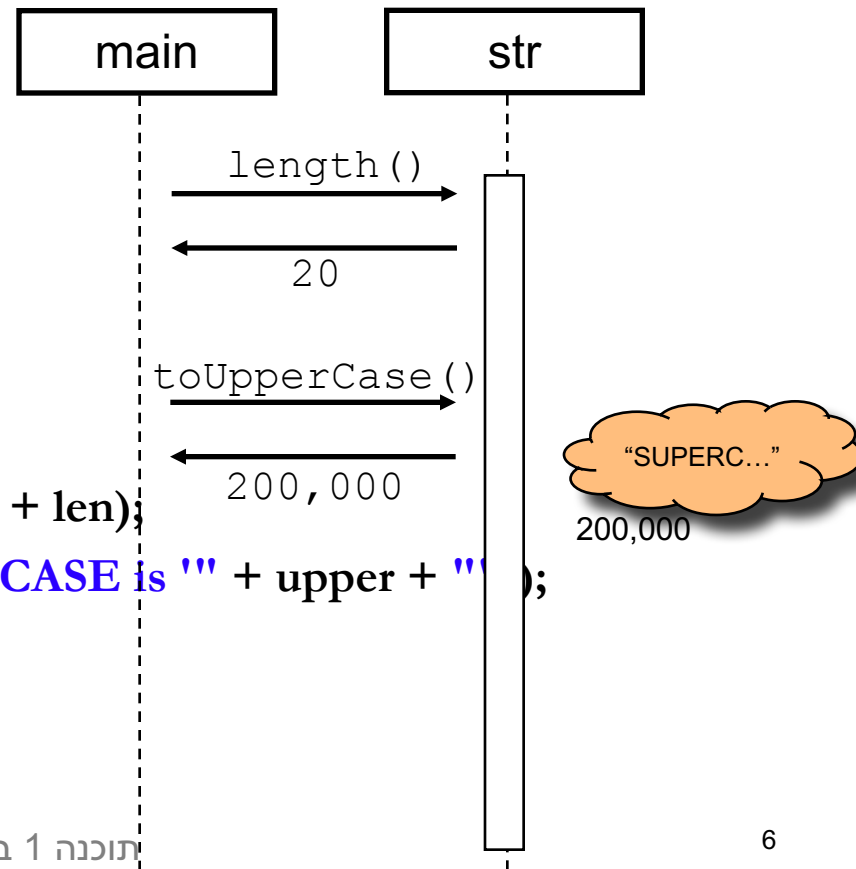 main
str
length()
20
toUpperCase()
200,000
"SUPERC…"
200,000
+ len);
CASE is '" + upper + "'");
תוכנה 1 ב
6